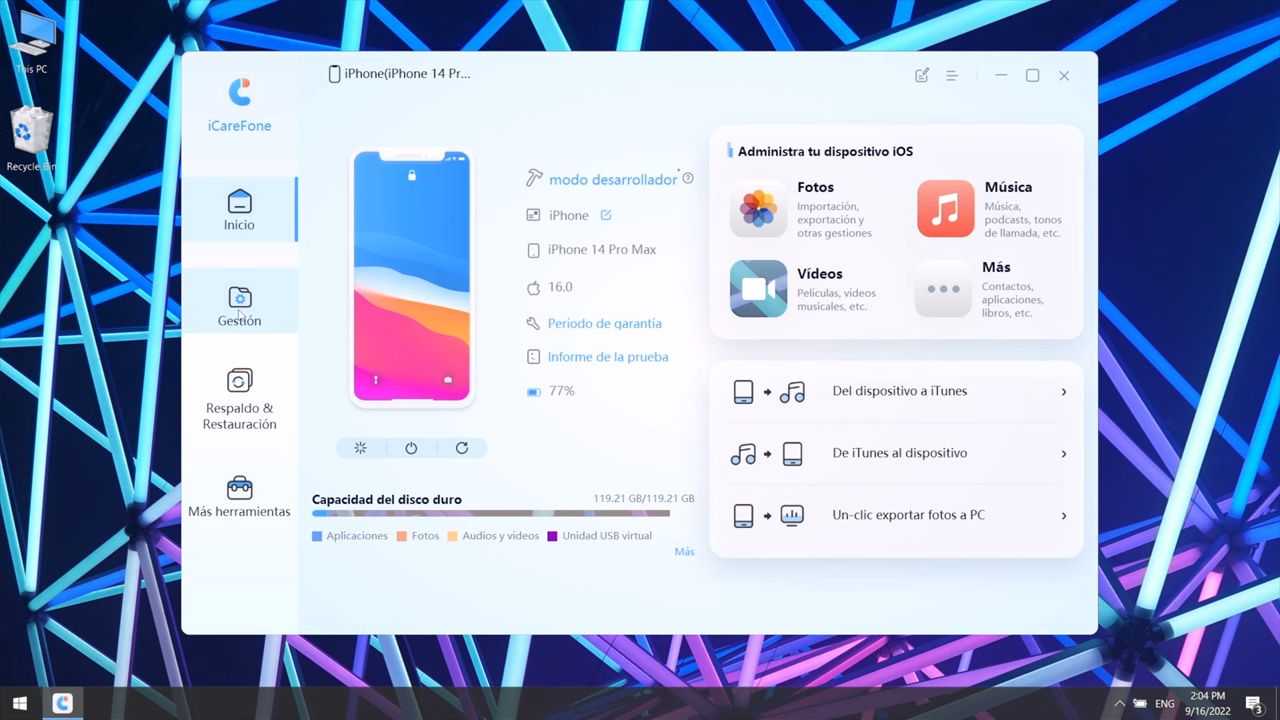 This PC
Recycle Bin
iCareFone
Inicio
Gestión
Respaldo &
Restauración
Más herramientas
iPhone(iPhone 14 Pr...
modo desarrollador
iPhone
iPhone 14 Pro Max
16.0
Período de garantía
Informe de la prueba
77%
Capacidad del disco duro
119.21 GB/119.21 GB
Aplicaciones
Fotos
Audios y vídeos
Unidad USB virtual
Más
Administra tu dispositivo iOS
Fotos
Importación,
exportación y
otras gestiones
Música
Música,
podcasts, tonos
de llamada, etc.
Vídeos
Películas, vídeos
musicales, etc.
Más
Contactos,
aplicaciones,
libros, etc.
Del dispositivo a iTunes
De iTunes al dispositivo
Un-clic exportar fotos a PC
ENG
2:04 PM
9/16/2022
3